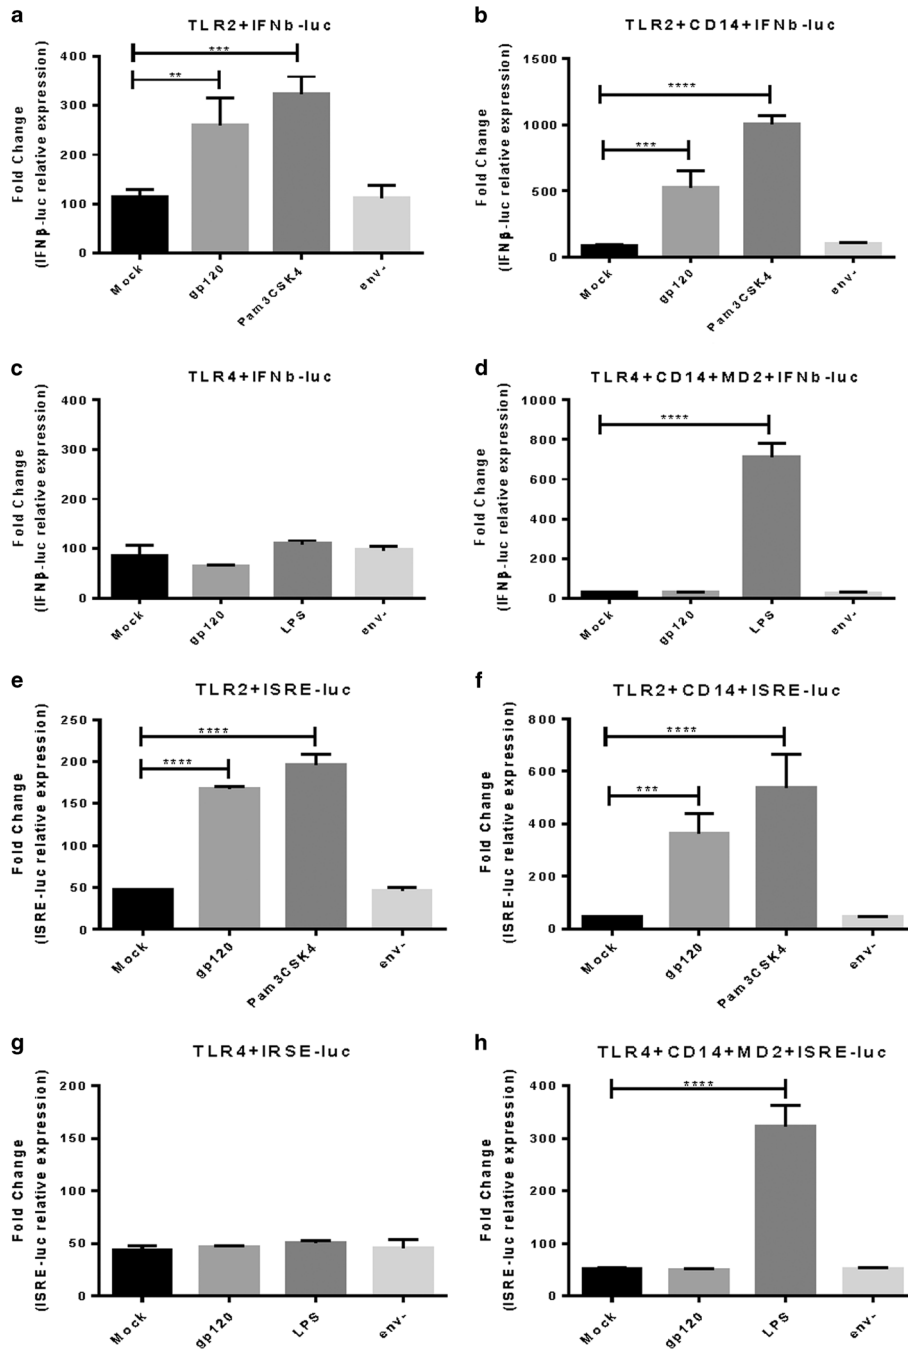 a
TLR2+IFNb-luc
Fold Change
(IFNβ-luc relative expression)
400
300
200
100
0
***
**
Mock
gp120
Pam3CSK4
env-
b
TLR2+CD14+IFNb-luc
Fold Change
(IFNβ-luc relative expression)
1500
1000
500
0
****
***
Mock
gp120
Pam3CSK4
env-
c
TLR4+IFNb-luc
Fold Change
(IFNβ-luc relative expression)
400
300
200
100
0
Mock
gp120
LPS
env-
d
TLR4+CD14+MD2+IFNb-luc
Fold Change
(IFNβ-luc relative expression)
1000
800
600
400
200
0
****
Mock
gp120
LPS
env-
e
TLR2+ISRE-luc
Fold Change
(ISRE-luc relative expression)
250
200
150
100
50
0
****
****
Mock
gp120
Pam3CSK4
env-
f
TLR2+CD14+ISRE-luc
Fold Change
(ISRE-luc relative expression)
800
600
400
200
0
****
***
Mock
gp120
Pam3CSK4
env-
g
TLR4+IRSE-luc
Fold Change
(ISRE-luc relative expression)
200
150
100
50
0
Mock
gp120
LPS
env-
h
TLR4+CD14+MD2+ISRE-luc
Fold Change
(ISRE-luc relative expression)
400
300
200
100
0
****
Mock
gp120
LPS
env-